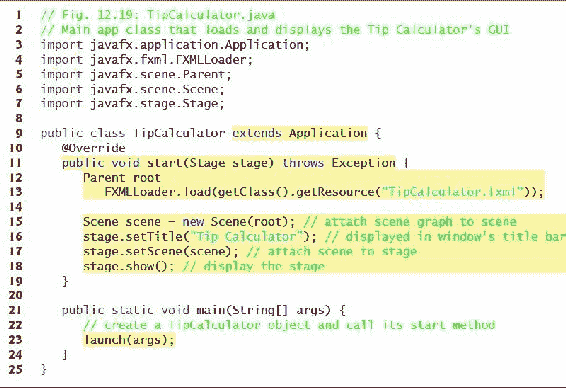 1 // Fig. 12.19: TipCalculator.java
2 // Main app class that loads and displays the Tip Calculator's GUI
3 import javafx.application.Application;
4 import javafx.fxml.FXMLLoader;
5 import javafx.scene.Parent;
6 import javafx.scene.Scene;
7 import javafx.stage.Stage;
8
9 public class TipCalculator extends Application {
10 @Override
11 public void start(Stage stage) throws Exception {
12 Parent root
13 FXMLLoader.load(getClass().getResource("TipCalculator.fxml"));
14
15 Scene scene = new Scene(root); // attach scene graph to scene
16 stage.setTitle("Tip Calculator"); // displayed in window's title bar
17 stage.setScene(scene); // attach scene to stage
18 stage.show(); // display the stage
19 }
20
21 public static void main(String[] args) {
22 // create a TipCalculator object and call its start method
23 launch(args);
24 }
25 }